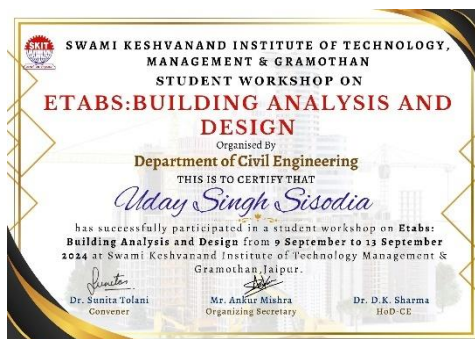 SKIT
SWAMI KESHVANAND INSTITUTE OF TECHNOLOGY,
MANAGEMENT & GRAMOTHAN
STUDENT WORKSHOP ON
ETABS:BUILDING ANALYSIS AND
DESIGN
Organised By
Department of Civil Engineering
THIS IS TO CERTIFY THAT
Uday Singh Sisodia
has successfully participated in a student workshop on Etabs:
Building Analysis and Design from 9 September to 13 September
2024 at Swami Keshvanand Institute of Technology Management &
Gramothan,Jaipur.
Sunita
Dr. Sunita Tolani
Mr. Ankur Mishra
Dr. D.K. Sharma
Convener
Organizing Secretary
HoD-CE